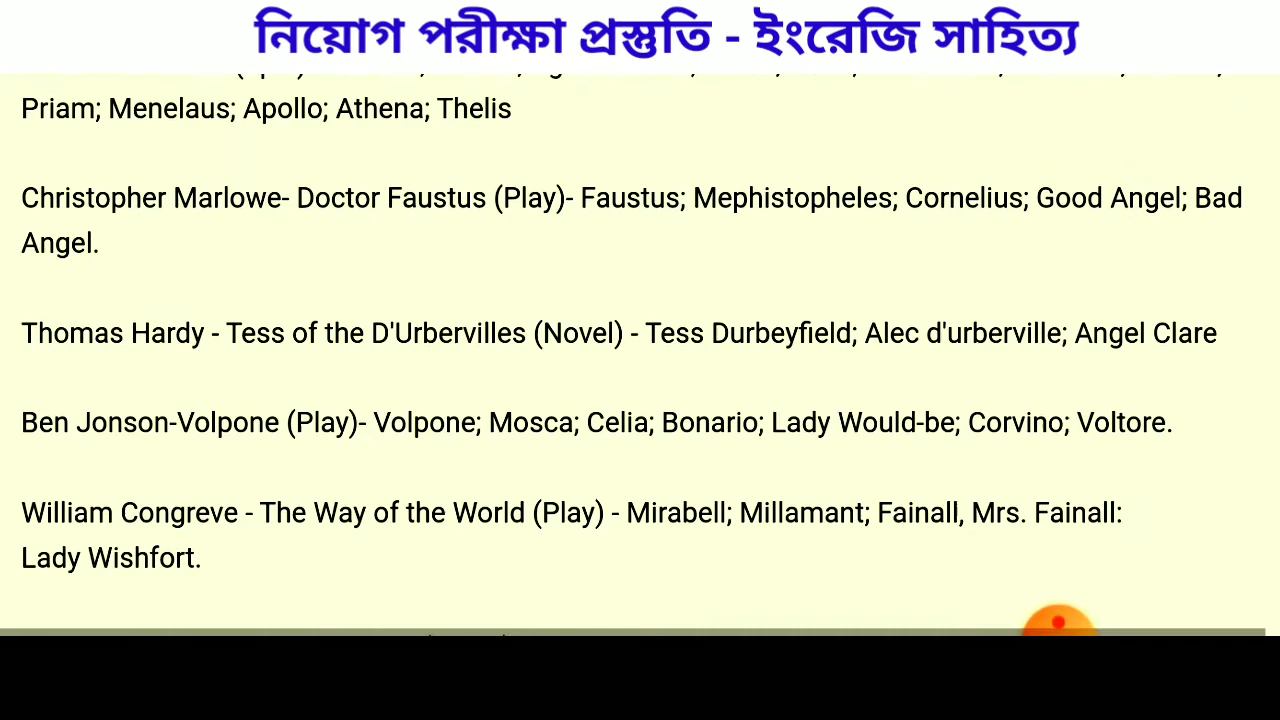 নিয়োগ পরীক্ষা প্রস্তুতি - ইংরেজি সাহিত্য
Priam; Menelaus; Apollo; Athena; Thelis
Christopher Marlowe- Doctor Faustus (Play)- Faustus; Mephistopheles; Cornelius; Good Angel; Bad
Angel.
Thomas Hardy - Tess of the D'Urbervilles (Novel) - Tess Durbeyfield; Alec d'urberville; Angel Clare
Ben Jonson-Volpone (Play)- Volpone; Mosca; Celia; Bonario; Lady Would-be; Corvino; Voltore.
William Congreve - The Way of the World (Play) - Mirabell; Millamant; Fainall, Mrs. Fainall:
Lady Wishfort.